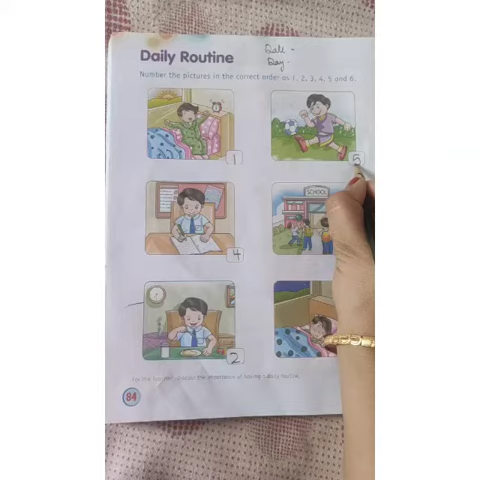 Daily Routine
Date -
Day -
Number the pictures in the correct order as 1, 2, 3, 4, 5 and 6.
1
5
SCHOOL
4
2
84